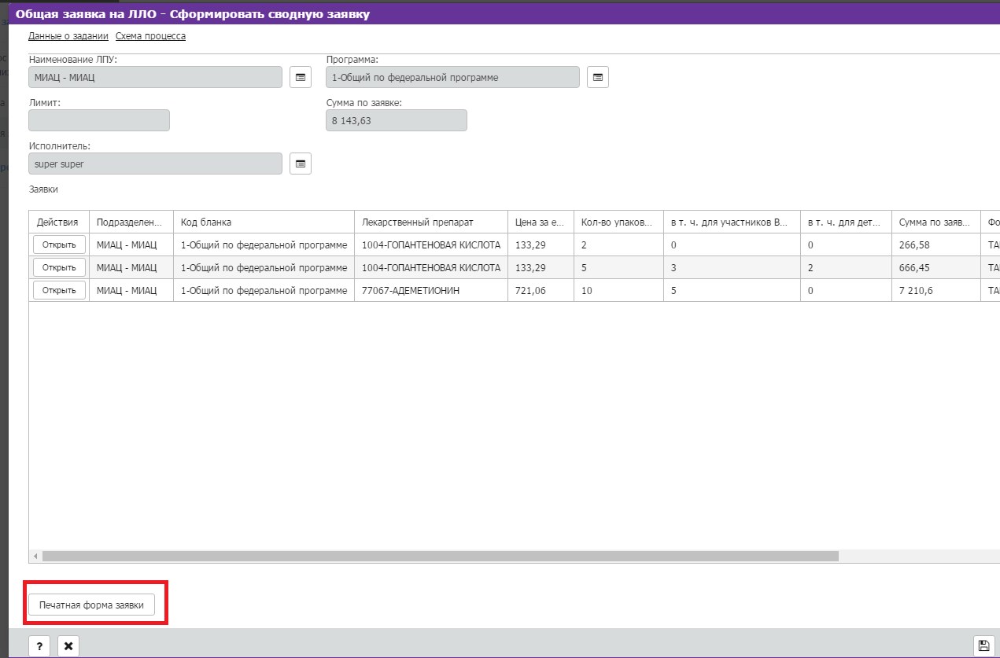 Общая заявка на ЛЛО - Сформировать сводную заявку
Данные о задании Схема процесса
Наименование ЛПУ: Программа:
МИАЦ - МИАЦ 1-Общий по федеральной программе
Лимит: Сумма по заявке:
8 143,63
Исполнитель:
super super
Заявки
Действия Подразделен... Код бланка Лекарственный препарат Цена за е... Кол-во упаков... в т. ч. для участников В... в т. ч. для дет... Сумма по заяв... Фо
Открыть МИАЦ - МИАЦ 1-Общий по федеральной программе 1004-ГОПАНТЕНОВАЯ КИСЛОТА 133,29 2 0 0 266,58 ТА
Открыть МИАЦ - МИАЦ 1-Общий по федеральной программе 1004-ГОПАНТЕНОВАЯ КИСЛОТА 133,29 5 3 2 666,45 ТА
Открыть МИАЦ - МИАЦ 1-Общий по федеральной программе 77067-АДЕМЕТИОНИН 721,06 10 5 0 7 210,6 ТА
Печатная форма заявки
?